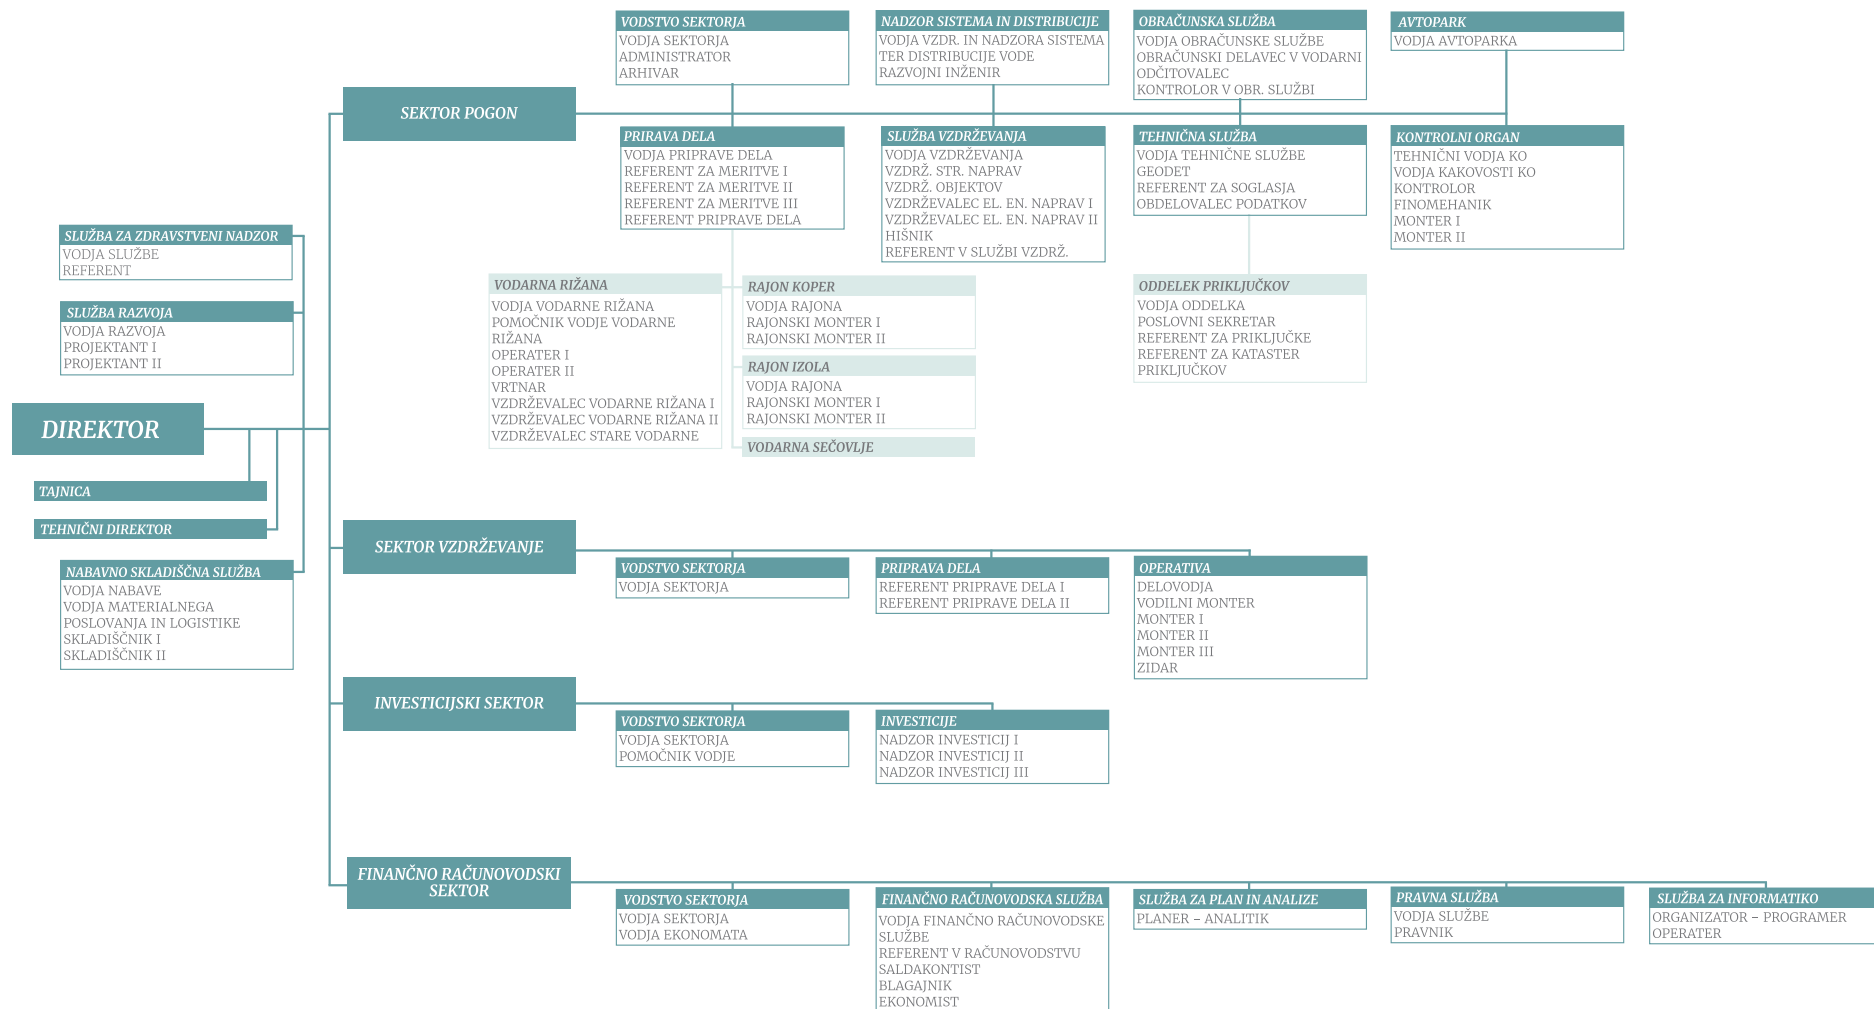 VODSTVO SEKTORJA
VODJA SEKTORJA
ADMINISTRATOR
ARHIVAR
NADZOR SISTEMA IN DISTRIBUCIJE
VODJA VZDR. IN NADZORA SISTEMA
TER DISTRIBUCIJE VODE
RAZVOJNI INŽENIR
OBRAČUNSKA SLUŽBA
VODJA OBRAČUNSKE SLUŽBE
OBRAČUNSKI DELAVEC V VODARNI
ODČITOVALEC
KONTROLOR V OBR. SLUŽBI
AVTOPARK
VODJA AVTOPARKA
SEKTOR POGON
PRIRAVA DELA
VODJA PRIPRAVE DELA
REFERENT ZA MERITVE I
REFERENT ZA MERITVE II
REFERENT ZA MERITVE III
REFERENT PRIPRAVE DELA
SLUŽBA VZDRŽEVANJA
VODJA VZDRŽEVANJA
VZDRŽ. STR. NAPRAV
VZDRŽ. OBJEKTOV
VZDRŽEVALEC EL. EN. NAPRAV I
VZDRŽEVALEC EL. EN. NAPRAV II
HIŠNIK
REFERENT V SLUŽBI VZDRŽ.
TEHNIČNA SLUŽBA
VODJA TEHNIČNE SLUŽBE
GEODET
REFERENT ZA SOGLASJA
OBDELOVALEC PODATKOV
KONTROLNI ORGAN
TEHNIČNI VODJA KO
VODJA KAKOVOSTI KO
KONTROLOR
FINOMEHANIK
MONTER I
MONTER II
SLUŽBA ZA ZDRAVSTVENI NADZOR
VODJA SLUŽBE
REFERENT
SLUŽBA RAZVOJA
VODJA RAZVOJA
PROJEKTANT I
PROJEKTANT II
VODARNA RIŽANA
VODJA VODARNE RIŽANA
POMOČNIK VODJE VODARNE
RIŽANA
OPERATER I
OPERATER II
VRTNAR
VZDRŽEVALEC VODARNE RIŽANA I
VZDRŽEVALEC VODARNE RIŽANA II
VZDRŽEVALEC STARE VODARNE
RAJON KOPER
VODJA RAJONA
RAJONSKI MONTER I
RAJONSKI MONTER II
RAJON IZOLA
VODJA RAJONA
RAJONSKI MONTER I
RAJONSKI MONTER II
VODARNA SEČOVLJE
ODDELEK PRIKLJUČKOV
VODJA ODDELKA
POSLOVNI SEKRETAR
REFERENT ZA PRIKLJUČKE
REFERENT ZA KATASTER
PRIKLJUČKOV
DIREKTOR
TAJNICA
TEHNIČNI DIREKTOR
NABAVNO SKLADIŠČNA SLUŽBA
VODJA NABAVE
VODJA MATERIALNEGA
POSLOVANJA IN LOGISTIKE
SKLADIŠČNIK I
SKLADIŠČNIK II
SEKTOR VZDRŽEVANJE
VODSTVO SEKTORJA
VODJA SEKTORJA
PRIPRAVA DELA
REFERENT PRIPRAVE DELA I
REFERENT PRIPRAVE DELA II
OPERATIVA
DELOVODJA
VODILNI MONTER
MONTER I
MONTER II
MONTER III
ZIDAR
INVESTICIJSKI SEKTOR
VODSTVO SEKTORJA
VODJA SEKTORJA
POMOČNIK VODJE
INVESTICIJE
NADZOR INVESTICIJ I
NADZOR INVESTICIJ II
NADZOR INVESTICIJ III
FINANČNO RAČUNOVODSKI
SEKTOR
VODSTVO SEKTORJA
VODJA SEKTORJA
VODJA EKONOMATA
FINANČNO RAČUNOVODSKA SLUŽBA
VODJA FINANČNO RAČUNOVODSKE
SLUŽBE
REFERENT V RAČUNOVODSTVU
SALDAKONTIST
BLAGAJNIK
EKONOMIST
SLUŽBA ZA PLAN IN ANALIZE
PLANER – ANALITIK
PRAVNA SLUŽBA
VODJA SLUŽBE
PRAVNIK
SLUŽBA ZA INFORMATIKO
ORGANIZATOR – PROGRAMER
OPERATER